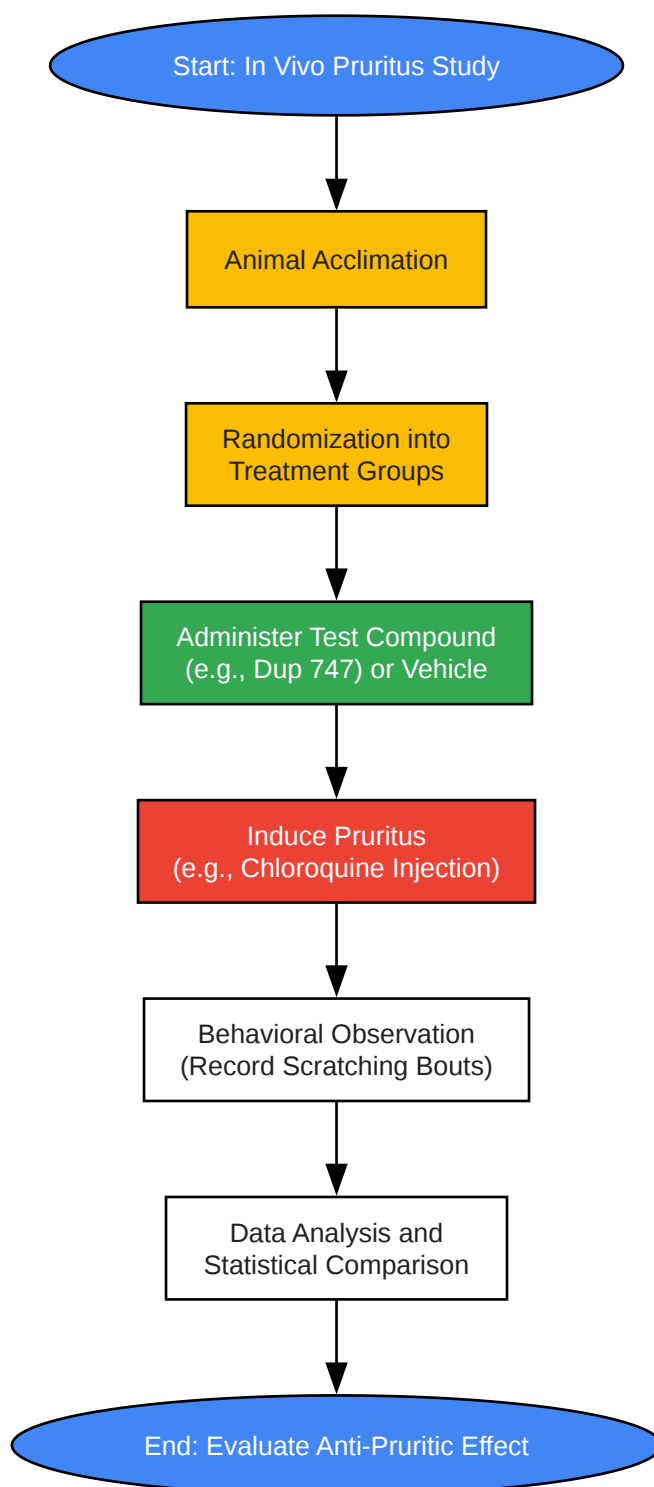 Start: In Vivo Pruritus Study
Animal Acclimation
Randomization into
Treatment Groups
Administer Test Compound
(e.g., Dup 747) or Vehicle
Induce Pruritus
(e.g., Chloroquine Injection)
Behavioral Observation
(Record Scratching Bouts)
Data Analysis and
Statistical Comparison
End: Evaluate Anti-Pruritic Effect